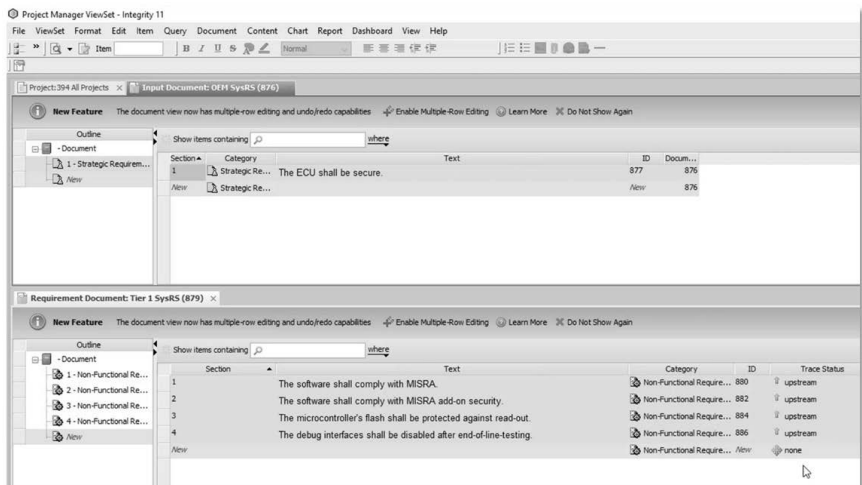 Project Manager ViewSet - Integrity 11
File ViewSet Format Edit Item Query Document Content Chart Report Dashboard View Help
Item B I U S Normal
Project: 394 All Projects × Input Document: OEM SysRS (876)
New Feature The document view now has multiple-row editing and undo/redo capabilities Enable Multiple-Row Editing Learn More Do Not Show Again
Outline
Show items containing where
- Document
Section Category Text ID Docum...
1 - Strategic Requirem...
1 Strategic Re... The ECU shall be secure. 877 876
New
New Strategic Re... New 876
Requirement Document: Tier 1 SysRS (879) ×
New Feature The document view now has multiple-row editing and undo/redo capabilities Enable Multiple-Row Editing Learn More Do Not Show Again
Outline
Show items containing where
- Document
Section Text Category ID Trace Status
1 - Non-Functional Re...
1 The software shall comply with MISRA. Non-Functional Require... 880 upstream
2 - Non-Functional Re...
2 The software shall comply with MISRA add-on security. Non-Functional Require... 882 upstream
3 - Non-Functional Re...
3 The microcontroller's flash shall be protected against read-out. Non-Functional Require... 884 upstream
4 - Non-Functional Re...
4 The debug interfaces shall be disabled after end-of-line-testing. Non-Functional Require... 886 upstream
New
New Non-Functional Require... New none